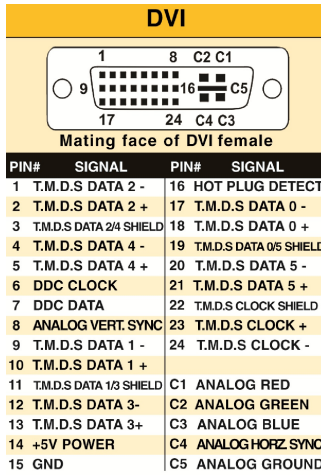 DVI
1 8 C2 C1
9 16 C5
17 24 C4 C3
Mating face of DVI female
PIN# SIGNAL PIN# SIGNAL
1 T.M.D.S DATA 2 - 16 HOT PLUG DETECT
2 T.M.D.S DATA 2 + 17 T.M.D.S DATA 0 -
3 T.M.D.S DATA 2/4 SHIELD 18 T.M.D.S DATA 0 +
4 T.M.D.S DATA 4 - 19 T.M.D.S DATA 0/5 SHIELD
5 T.M.D.S DATA 4 + 20 T.M.D.S DATA 5 -
6 DDC CLOCK 21 T.M.D.S DATA 5 +
7 DDC DATA 22 T.M.D.S CLOCK SHIELD
8 ANALOG VERT. SYNC 23 T.M.D.S CLOCK +
9 T.M.D.S DATA 1 - 24 T.M.D.S CLOCK -
10 T.M.D.S DATA 1 +
11 T.M.D.S DATA 1/3 SHIELD C1 ANALOG RED
12 T.M.D.S DATA 3- C2 ANALOG GREEN
13 T.M.D.S DATA 3+ C3 ANALOG BLUE
14 +5V POWER C4 ANALOG HORZ. SYNC
15 GND C5 ANALOG GROUND